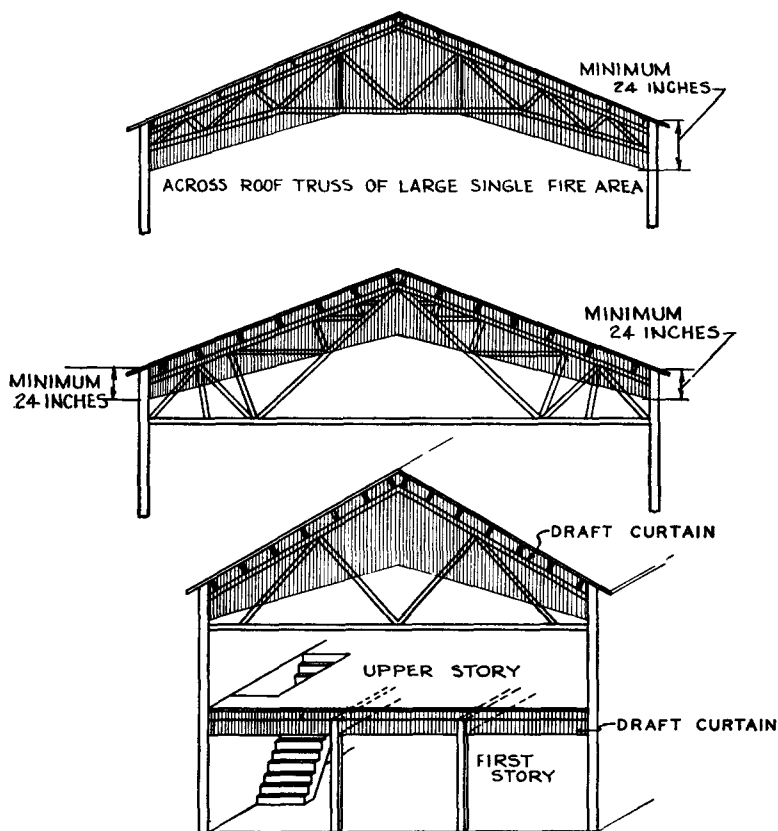 MINIMUM
24 INCHES
ACROSS ROOF TRUSS OF LARGE SINGLE FIRE AREA
MINIMUM
24 INCHES
MINIMUM
24 INCHES
DRAFT CURTAIN
UPPER STORY
DRAFT CURTAIN
FIRST
STORY